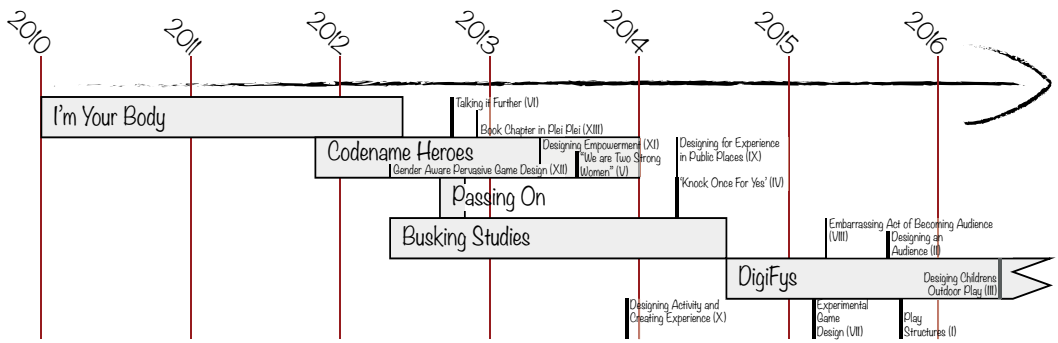 2010
2011
2012
2013
2014
2015
2016
I'm Your Body
Talking it Further (VI)
Book Chapter in Plei Plei (XIII)
Codename Heroes
Designing Empowerment (XI)
"We are Two Strong
Women" (V)
Gender Aware Pervasive Game Design (XII)
Designing for Experience
in Public Places (IX)
Passing On
'Knock Once For Yes' (IV)
Busking Studies
Embarrassing Act of Becoming Audience
(VIII)
Designing an
Audience (II)
DigiFys
Desiging Childrens
Outdoor Play (III)
Designing Activity and
Creating Experience (X)
Experimental
Game
Design (VII)
Play
Structures (I)